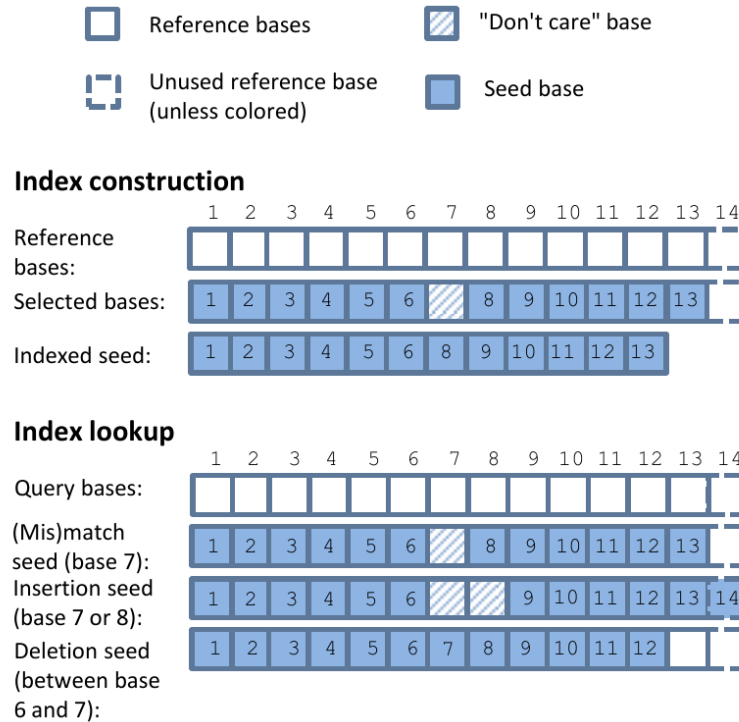 Reference bases
"Don't care" base
Unused reference base
(unless colored)
Seed base
Index construction
1 2 3 4 5 6 7 8 9 10 11 12 13 14
Reference
bases:
Selected bases: 1 2 3 4 5 6 8 9 10 11 12 13
Indexed seed: 1 2 3 4 5 6 8 9 10 11 12 13
Index lookup
1 2 3 4 5 6 7 8 9 10 11 12 13 14
Query bases:
(Mis)match
seed (base 7): 1 2 3 4 5 6 8 9 10 11 12 13
Insertion seed
(base 7 or 8): 1 2 3 4 5 6 9 10 11 12 13 14
Deletion seed 1 2 3 4 5 6 7 8 9 10 11 12
(between base
6 and 7):